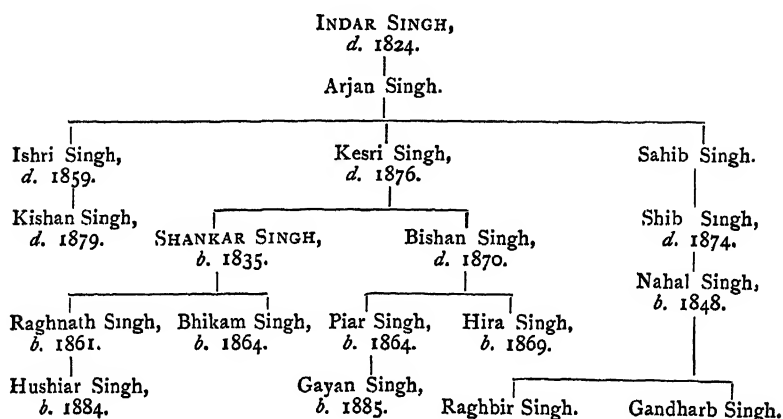 INDAR SINGH,
d. 1824.
Arjan Singh.
Ishri Singh,
d. 1859.
Kesri Singh,
d. 1876.
Sahib Singh.
Kishan Singh,
d. 1879.
SHANKAR SINGH,
b. 1835.
Bishan Singh,
d. 1870.
Shib Singh,
d. 1874.
Nahal Singh,
b. 1848.
Raghnath Singh,
b. 1861.
Bhikam Singh,
b. 1864.
Piar Singh,
b. 1864.
Hira Singh,
b. 1869.
Hushiar Singh,
b. 1884.
Gayan Singh,
b. 1885.
Raghbir Singh.
Gandharb Singh.